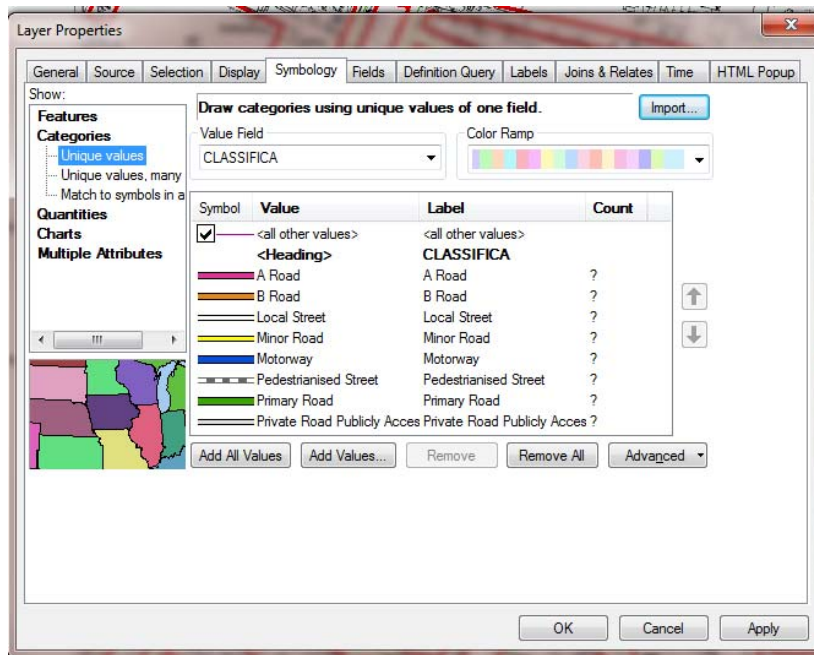 Layer Properties
x
General Source Selection Display Symbology Fields Definition Query Labels Joins & Relates Time HTML Popup
Show:
Features
Categories
Unique values
Unique values, many
Match to symbols in a
Quantities
Charts
Multiple Attributes
Draw categories using unique values of one field.
Import...
Value Field
CLASSIFICA
Color Ramp
Symbol Value Label Count
<all other values> <all other values>
<Heading> CLASSIFICA
A Road A Road ?
B Road B Road ?
Local Street Local Street ?
Minor Road Minor Road ?
Motorway Motorway ?
Pedestrianised Street Pedestrianised Street ?
Primary Road Primary Road ?
Private Road Publicly Acces Private Road Publicly Acces ?
Add All Values Add Values... Remove Remove All Advanced
OK Cancel Apply